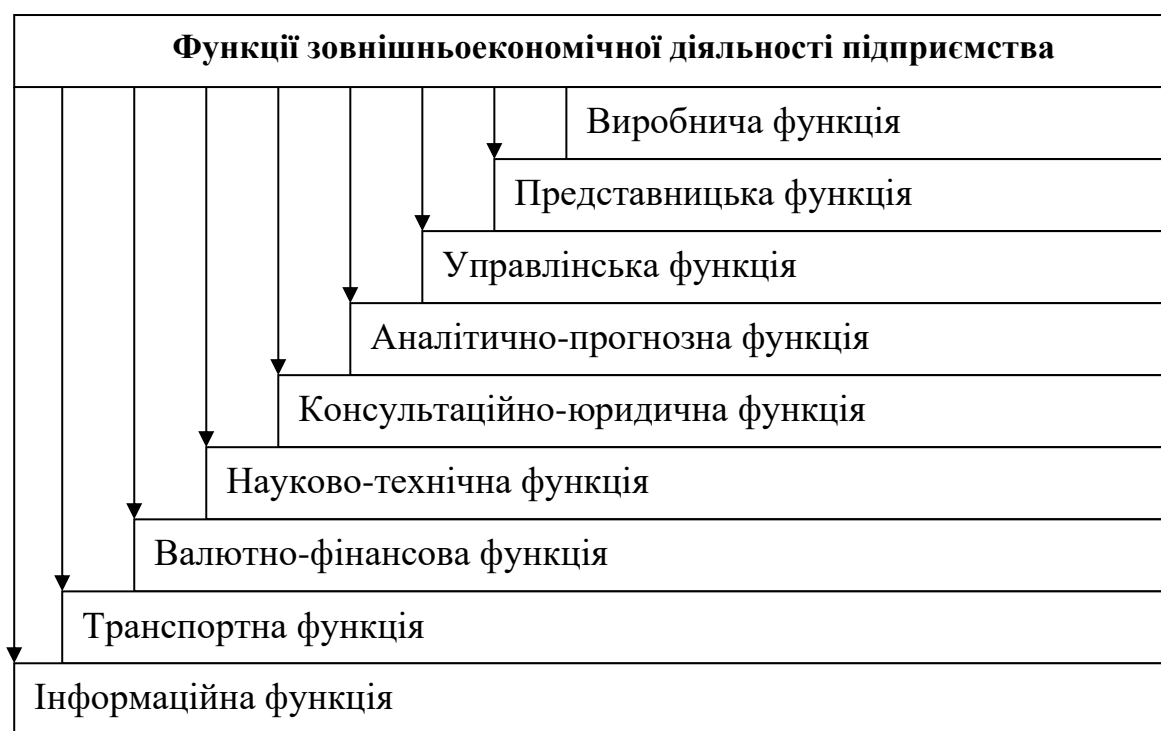 Функції зовнішньоекономічної діяльності підприємства
Виробнича функція
Представницька функція
Управлінська функція
Аналітично-прогнозна функція
Консультаційно-юридична функція
Науково-технічна функція
Валютно-фінансова функція
Транспортна функція
Інформаційна функція